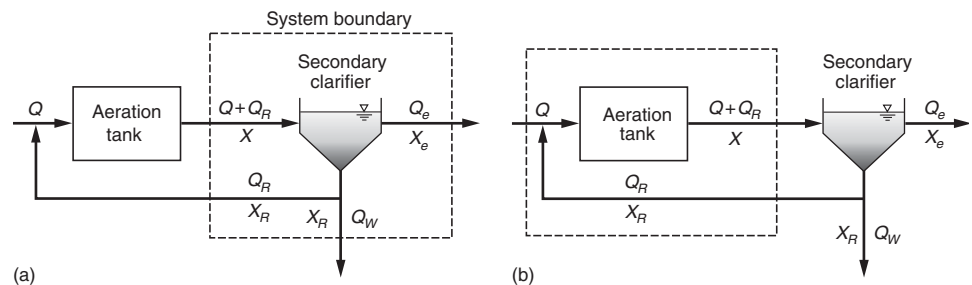 System boundary
Secondary
clarifier
Q
Aeration
tank
Q+Q_R
X
Q_e
X_e
Q_R
X_R
X_R Q_W
(a)
Secondary
clarifier
Q
Aeration
tank
Q+Q_R
X
Q_e
X_e
Q_R
X_R
X_R Q_W
(b)